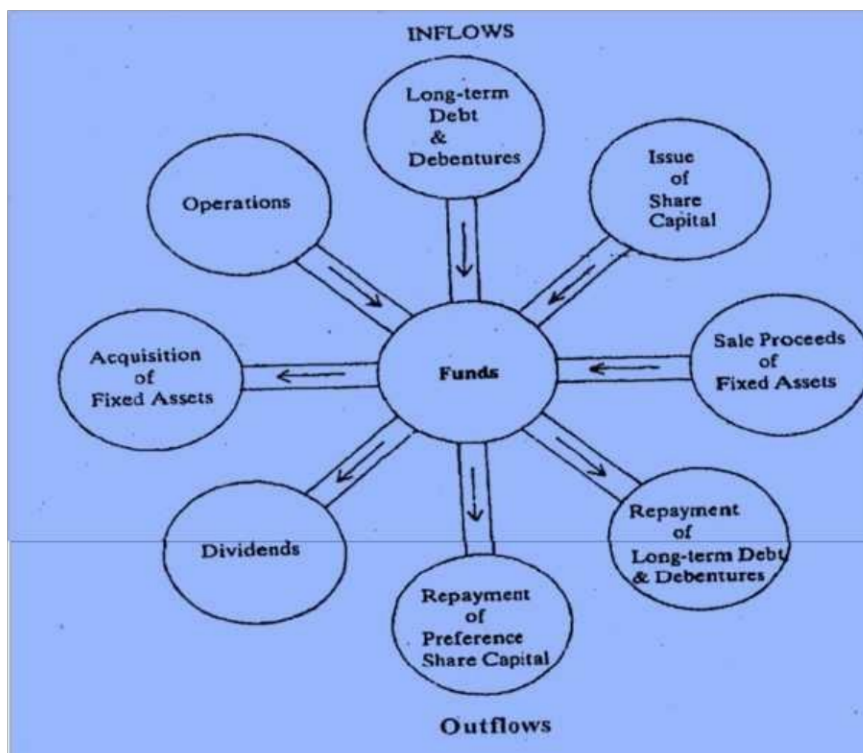 INFLOWS
Long-term
Debt
&
Debentures
Issue
of
Share
Capital
Operations
Sale Proceeds
of
Fixed Assets
Acquisition
of
Fixed Assets
Funds
Dividends
Repayment
of
Preference
Share Capital
Repayment
of
Long-term Debt
& Debentures
Outflows